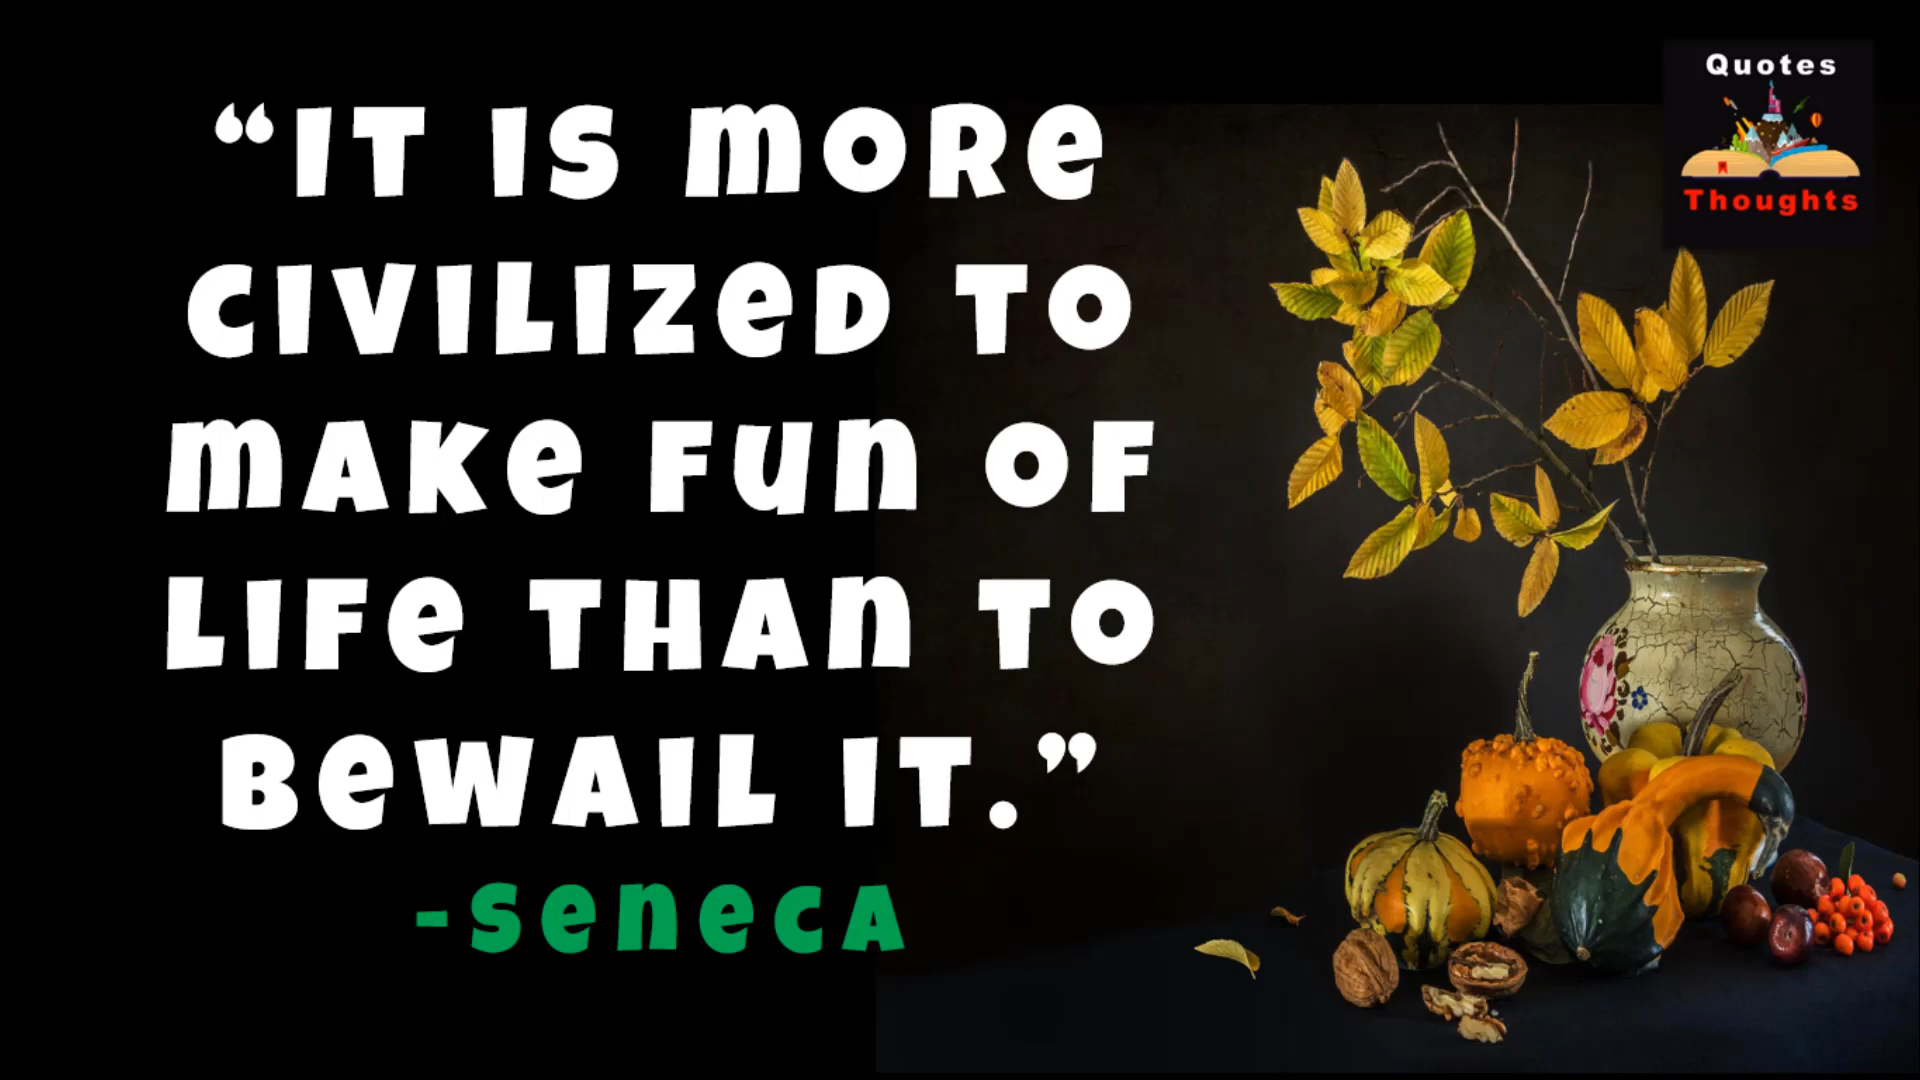 “IT IS MORE
CIVILIZED TO
MAKE FUN OF
LIFE THAN TO
BEWAIL IT.”
-SENECA
Quotes
Thoughts